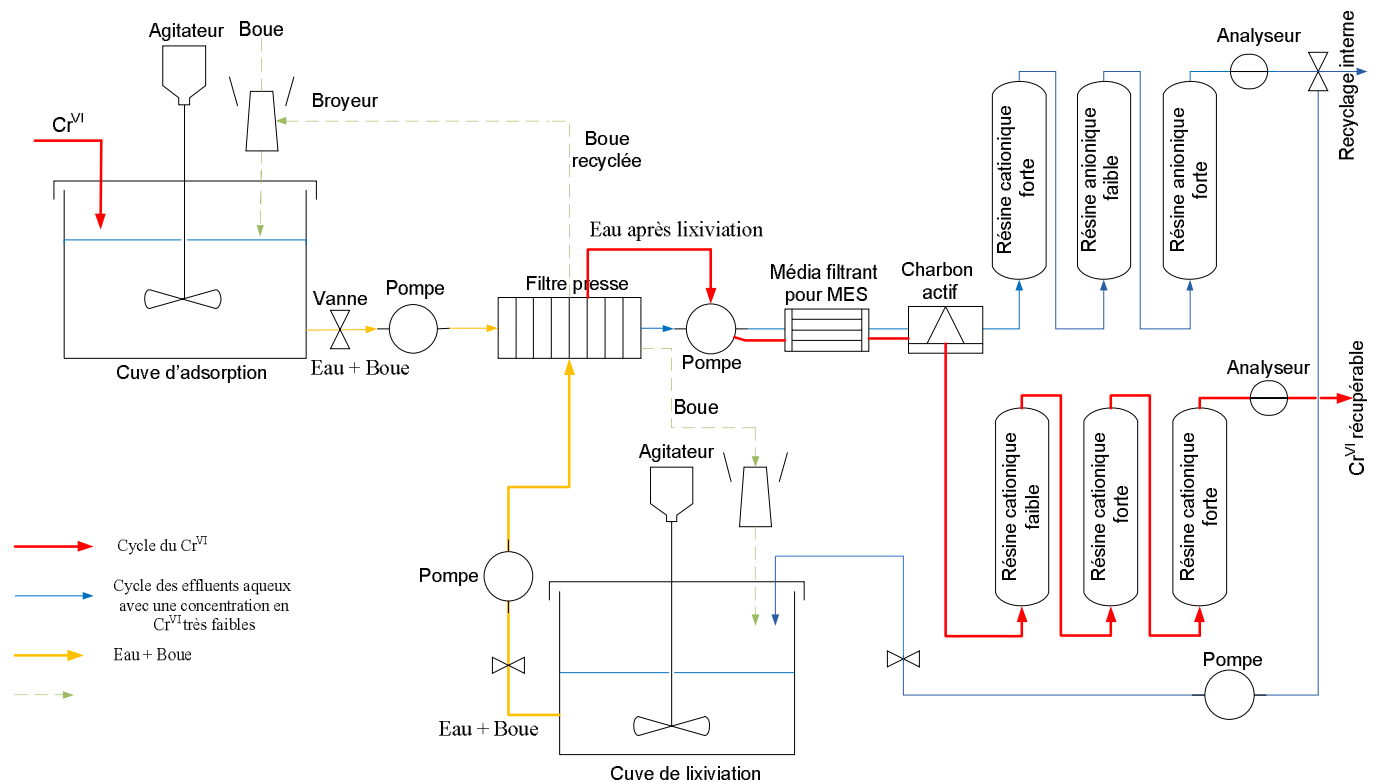 Agitateur
Boue
Cr^VI
Broyeur
Boue
recyclée
Eau après lixiviation
Vanne
Pompe
Filtre presse
Eau + Boue
Cuve d'adsorption
Pompe
Média filtrant
pour MES
Charbon
actif
Résine cationique
forte
Résine anionique
faible
Résine anionique
forte
Analyseur
Recyclage interne
Boue
Agitateur
Pompe
Eau + Boue
Cuve de lixiviation
Résine cationique
faible
Résine cationique
forte
Résine cationique
forte
Analyseur
Cr^VI récupérable
Pompe
Cycle du Cr^VI
Cycle des effluents aqueux
avec une concentration en
Cr^VI très faibles
Eau + Boue